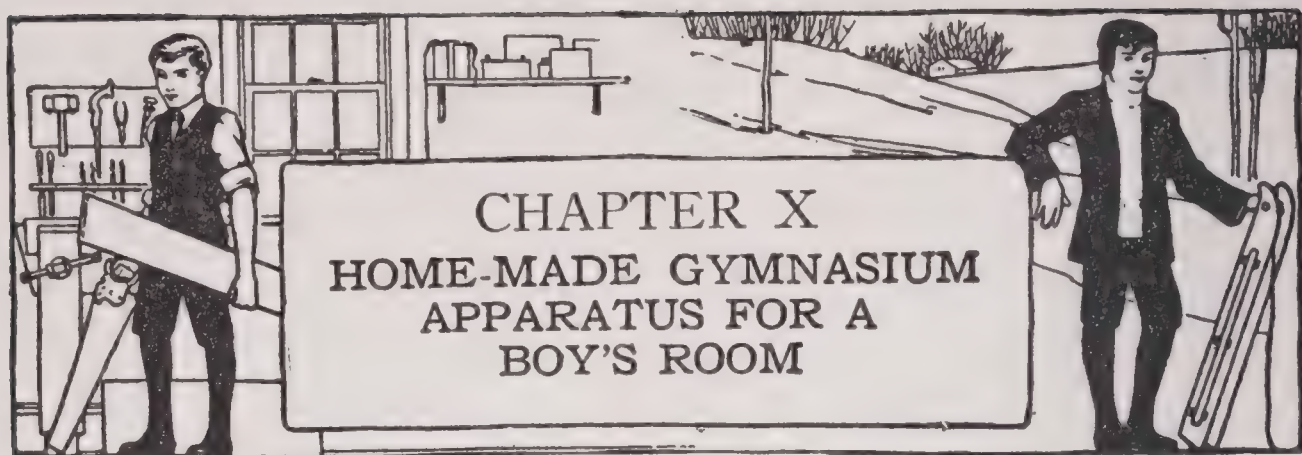 CHAPTER X
HOME-MADE GYMNASIUM
APPARATUS FOR A
BOY'S ROOM